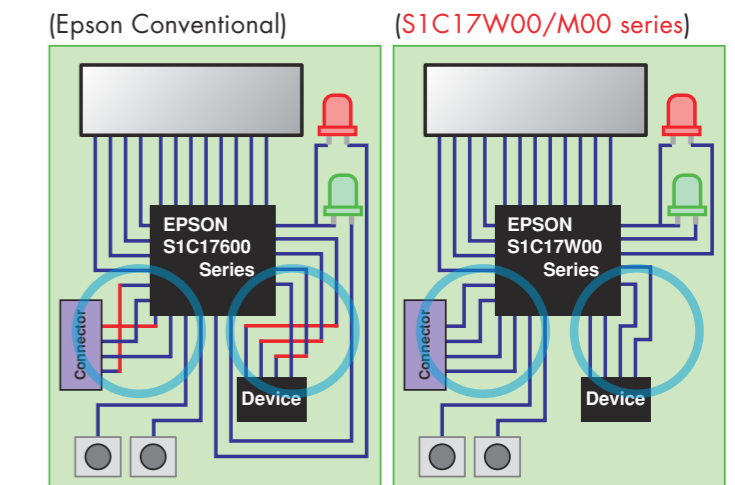 (Epson Conventional)
(S1C17W00/M00 series)
EPSON
S1C17600
Series
Connector
Device
EPSON
S1C17W00
Series
Connector
Device